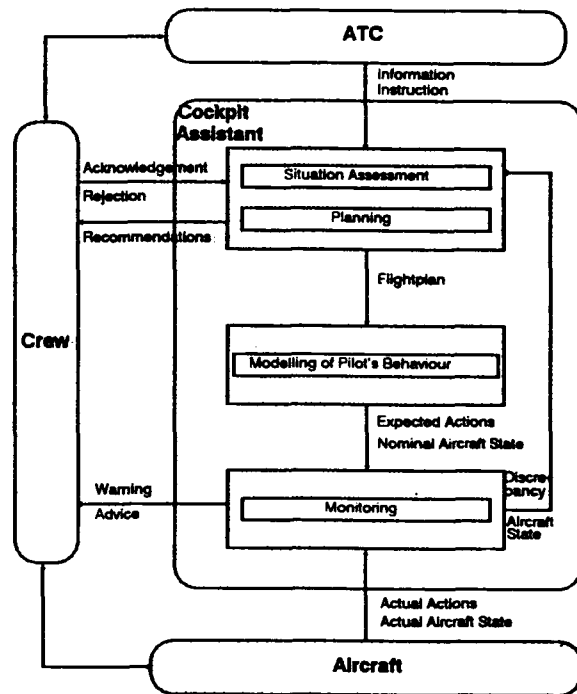 ATC
Information
Instruction
Cockpit
Assistant
Acknowledgement
Rejection
Recommendations
Situation Assessment
Planning
Flightplan
Crew
Modelling of Pilot's Behaviour
Expected Actions
Nominal Aircraft State
Warning
Advice
Monitoring
Discre-
pancy
Aircraft
State
Actual Actions
Actual Aircraft State
Aircraft